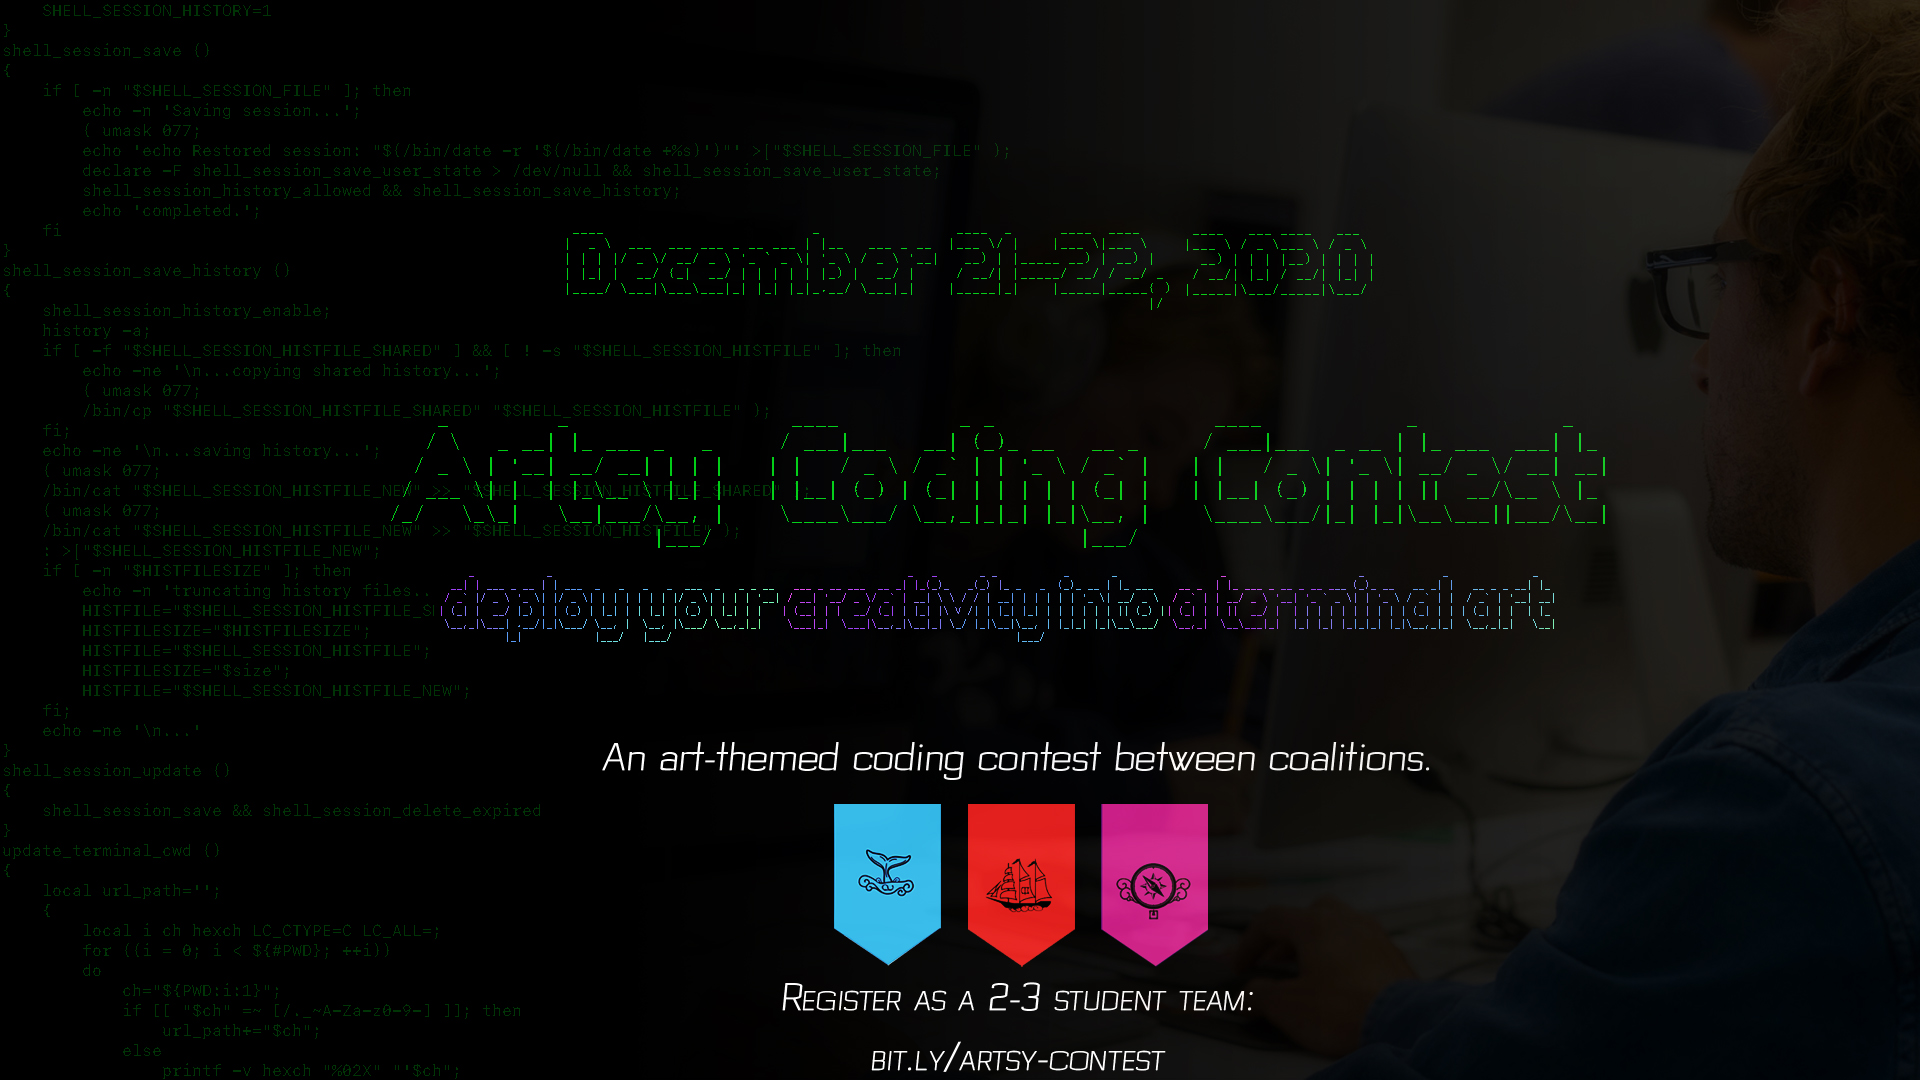 SHELL_SESSION_HISTORY=1
}
shell_session_save ()
{
if [ -n "$SHELL_SESSION_FILE" ]; then
echo -n 'Saving session...';
( umask 077;
echo 'echo Restored session: "$(/bin/date -r '$(/bin/date +%s)')"' >|"$SHELL_SESSION_FILE" );
declare -F shell_session_save_user_state > /dev/null && shell_session_save_user_state;
shell_session_history_allowed && shell_session_save_history;
echo 'completed.';
fi
}
shell_session_save_history ()
{
shell_session_history_enable;
history -a;
if [ -f "$SHELL_SESSION_HISTFILE_SHARED" ] && [ ! -s "$SHELL_SESSION_HISTFILE" ]; then
echo -ne '\n...copying shared history...';
( umask 077;
/bin/cp "$SHELL_SESSION_HISTFILE_SHARED" "$SHELL_SESSION_HISTFILE" );
fi;
echo -ne '\n...saving history...';
( umask 077;
/bin/cat "$SHELL_SESSION_HISTFILE_NEW" >> "$SHELL_SESSION_HISTFILE_SHARED" );
( umask 077;
/bin/cat "$SHELL_SESSION_HISTFILE_NEW" >> "$SHELL_SESSION_HISTFILE" );
: >|"$SHELL_SESSION_HISTFILE_NEW";
if [ -n "$HISTFILESIZE" ]; then
echo -n 'truncating history files..
HISTFILE="$SHELL_SESSION_HISTFILE_S
HISTFILESIZE="$HISTFILESIZE";
HISTFILE="$SHELL_SESSION_HISTFILE";
HISTFILESIZE="$size";
HISTFILE="$SHELL_SESSION_HISTFILE_NEW";
fi;
echo -ne '\n...'
}
shell_session_update ()
{
shell_session_save && shell_session_delete_expired
}
update_terminal_cwd ()
{
local url_path='';
{
local i ch hexch LC_CTYPE=C LC_ALL=;
for ((i = 0; i < ${#PWD}; ++i))
do
ch="${PWD:i:1}";
if [[ "$ch" =~ [/._~A-Za-z0-9-] ]]; then
url_path+="$ch";
else
printf -v hexch "%02X" "'$ch";
December 21-22, 2020
Artsy Coding Contest
deploy your creativity into a terminal art
An art-themed coding contest between coalitions.
Register as a 2-3 student team:
bit.ly/artsy-contest